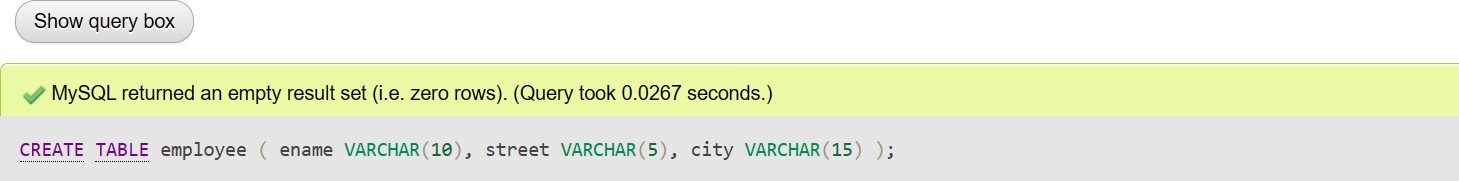 Show query box
MySQL returned an empty result set (i.e. zero rows). (Query took 0.0267 seconds.)
CREATE TABLE employee ( ename VARCHAR(10), street VARCHAR(5), city VARCHAR(15) );